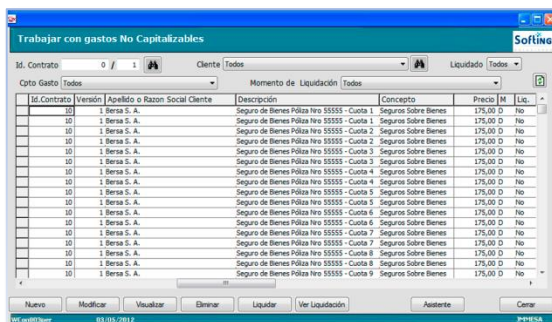 Trabajar con gastos No Capitalizables
Softing
Id. Contrato 0 / 1 Cliente Todos Liquidado Todos
Cpto Gasto Todos Momento de Liquidación Todos
Id.Contrato Versión Apellido o Razon Social Cliente Descripción Concepto Precio M Liq.
10 1 Bersa S. A. Seguro de Bienes Póliza Nro 55555 - Cuota 1 Seguros Sobre Bienes 175,00 D No
10 1 Bersa S. A. Seguro de Bienes Póliza Nro 55555 - Cuota 1 Seguros Sobre Bienes 175,00 D No
10 1 Bersa S. A. Seguro de Bienes Póliza Nro 55555 - Cuota 2 Seguros Sobre Bienes 175,00 D No
10 1 Bersa S. A. Seguro de Bienes Póliza Nro 55555 - Cuota 2 Seguros Sobre Bienes 175,00 D No
10 1 Bersa S. A. Seguro de Bienes Póliza Nro 55555 - Cuota 3 Seguros Sobre Bienes 175,00 D No
10 1 Bersa S. A. Seguro de Bienes Póliza Nro 55555 - Cuota 3 Seguros Sobre Bienes 175,00 D No
10 1 Bersa S. A. Seguro de Bienes Póliza Nro 55555 - Cuota 4 Seguros Sobre Bienes 175,00 D No
10 1 Bersa S. A. Seguro de Bienes Póliza Nro 55555 - Cuota 4 Seguros Sobre Bienes 175,00 D No
10 1 Bersa S. A. Seguro de Bienes Póliza Nro 55555 - Cuota 5 Seguros Sobre Bienes 175,00 D No
10 1 Bersa S. A. Seguro de Bienes Póliza Nro 55555 - Cuota 5 Seguros Sobre Bienes 175,00 D No
10 1 Bersa S. A. Seguro de Bienes Póliza Nro 55555 - Cuota 6 Seguros Sobre Bienes 175,00 D No
10 1 Bersa S. A. Seguro de Bienes Póliza Nro 55555 - Cuota 6 Seguros Sobre Bienes 175,00 D No
10 1 Bersa S. A. Seguro de Bienes Póliza Nro 55555 - Cuota 7 Seguros Sobre Bienes 175,00 D No
10 1 Bersa S. A. Seguro de Bienes Póliza Nro 55555 - Cuota 7 Seguros Sobre Bienes 175,00 D No
10 1 Bersa S. A. Seguro de Bienes Póliza Nro 55555 - Cuota 8 Seguros Sobre Bienes 175,00 D No
10 1 Bersa S. A. Seguro de Bienes Póliza Nro 55555 - Cuota 8 Seguros Sobre Bienes 175,00 D No
10 1 Bersa S. A. Seguro de Bienes Póliza Nro 55555 - Cuota 9 Seguros Sobre Bienes 175,00 D No
Nuevo Modificar Visualizar Eliminar Liquidar Ver Liquidación Asistente Cerrar
03/05/2012